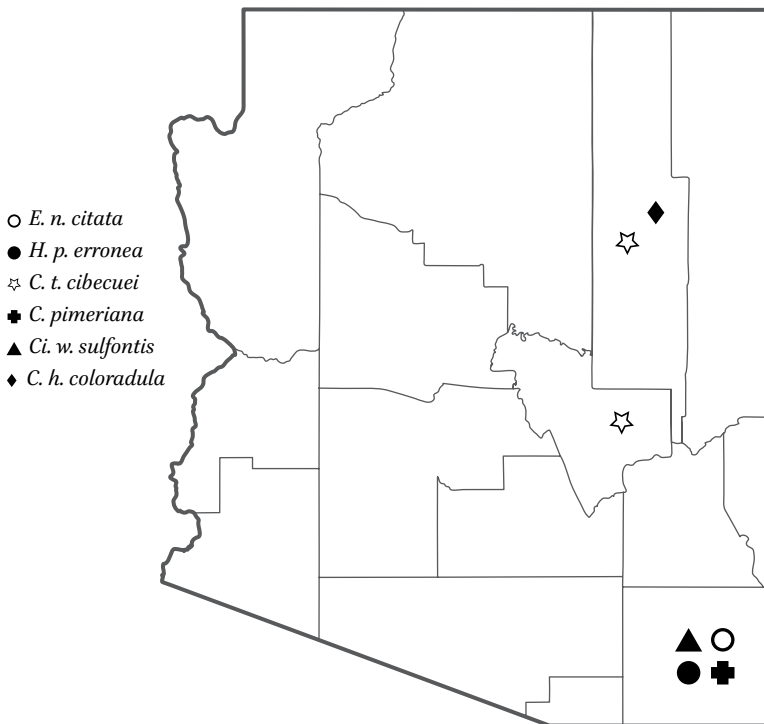 E. n. citata
H. p. erronea
C. t. cibecuei
C. pimeriana
Ci. w. sulfontis
C. h. coloradula